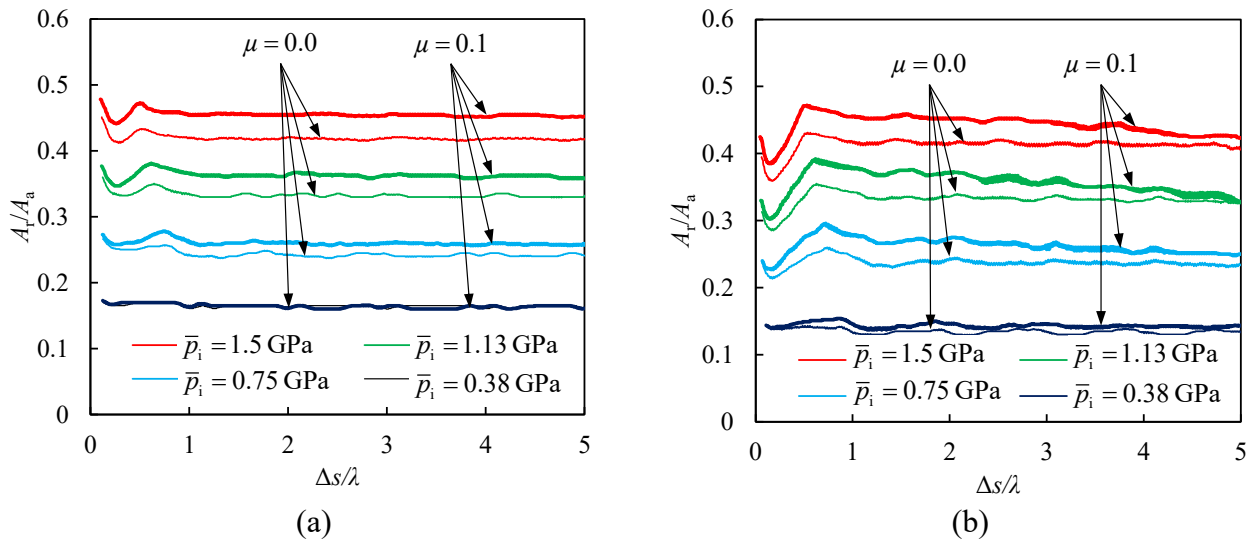 0.6
0.5
0.4
0.3
0.2
0.1
0
A_r/A_a
μ = 0.0
μ = 0.1
p̅_i = 1.5 GPa
p̅_i = 1.13 GPa
p̅_i = 0.75 GPa
p̅_i = 0.38 GPa
0 1 2 3 4 5
Δs/λ
(a)
0.6
0.5
0.4
0.3
0.2
0.1
0
A_r/A_a
μ = 0.0
μ = 0.1
p̅_i = 1.5 GPa
p̅_i = 1.13 GPa
p̅_i = 0.75 GPa
p̅_i = 0.38 GPa
0 1 2 3 4 5
Δs/λ
(b)